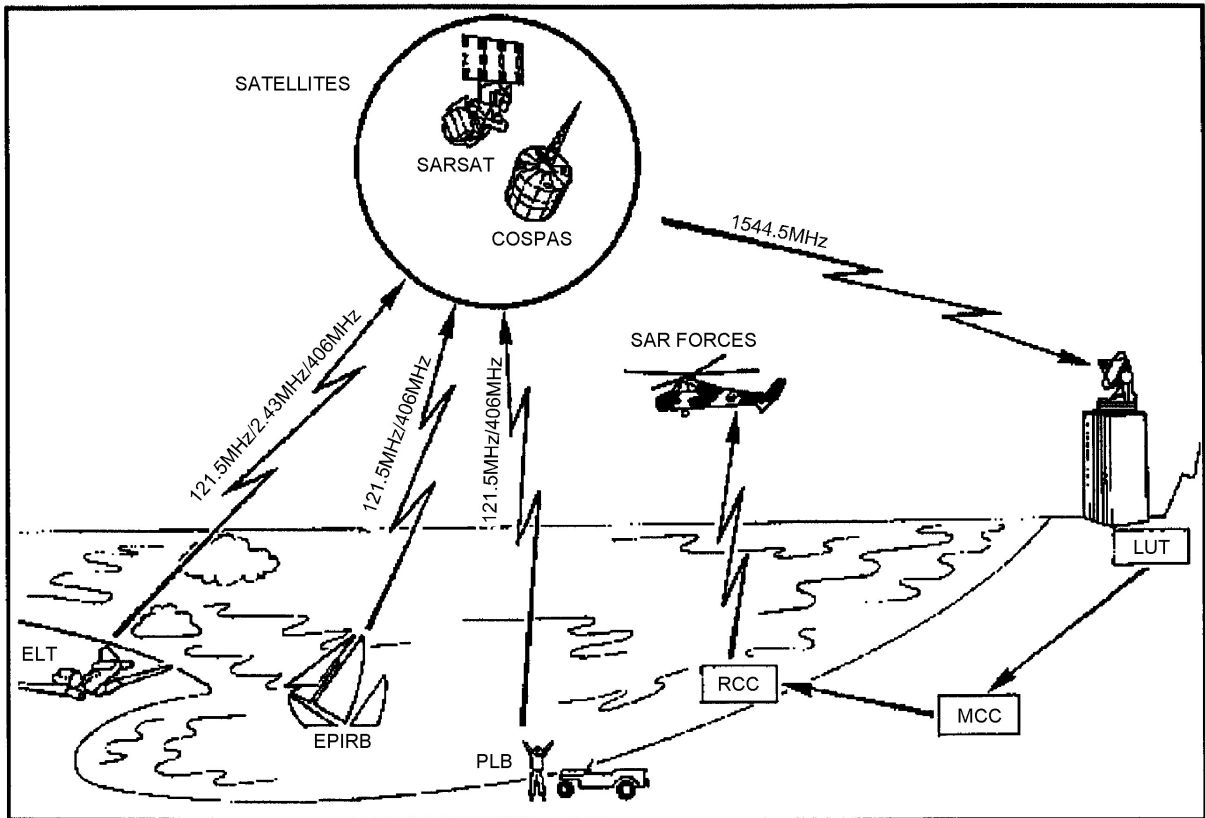 SATELLITES
SARSAT
COSPAS
1544.5MHz
SAR FORCES
121.5MHz/2.43MHz/406MHz
121.5MHz/406MHz
121.5MHz/406MHz
LUT
ELT
RCC
MCC
EPIRB
PLB